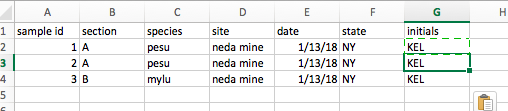 A B C D E F G H
1 sample id section species site date state initials
2 1 A pesu neda mine 1/13/18 NY KEL
3 2 A pesu neda mine 1/13/18 NY KEL
4 3 B mylu neda mine 1/13/18 NY KEL
5